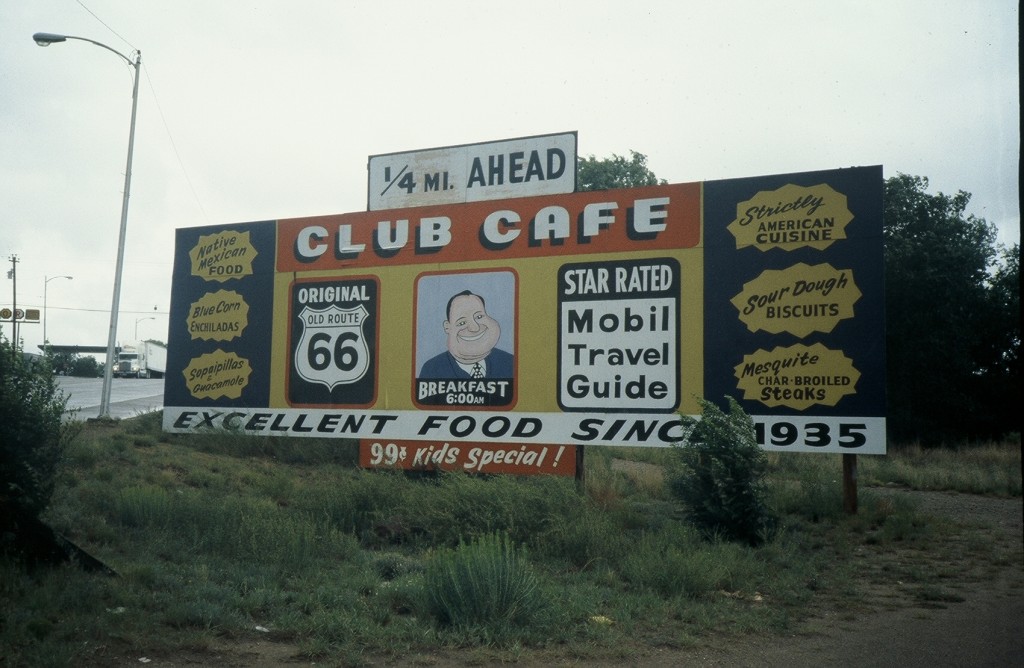 1/4 MI. AHEAD
CLUB CAFE
Native
Mexican
FOOD
Blue Corn
ENCHILADAS
Sopaipillas
&
Guacamole
ORIGINAL
OLD ROUTE
66
BREAKFAST
6:00 AM
STAR RATED
Mobil
Travel
Guide
Strictly
AMERICAN
CUISINE
Sour Dough
BISCUITS
Mesquite
CHAR-BROILED
Steaks
EXCELLENT FOOD SINC 1935
99¢ Kids Special!